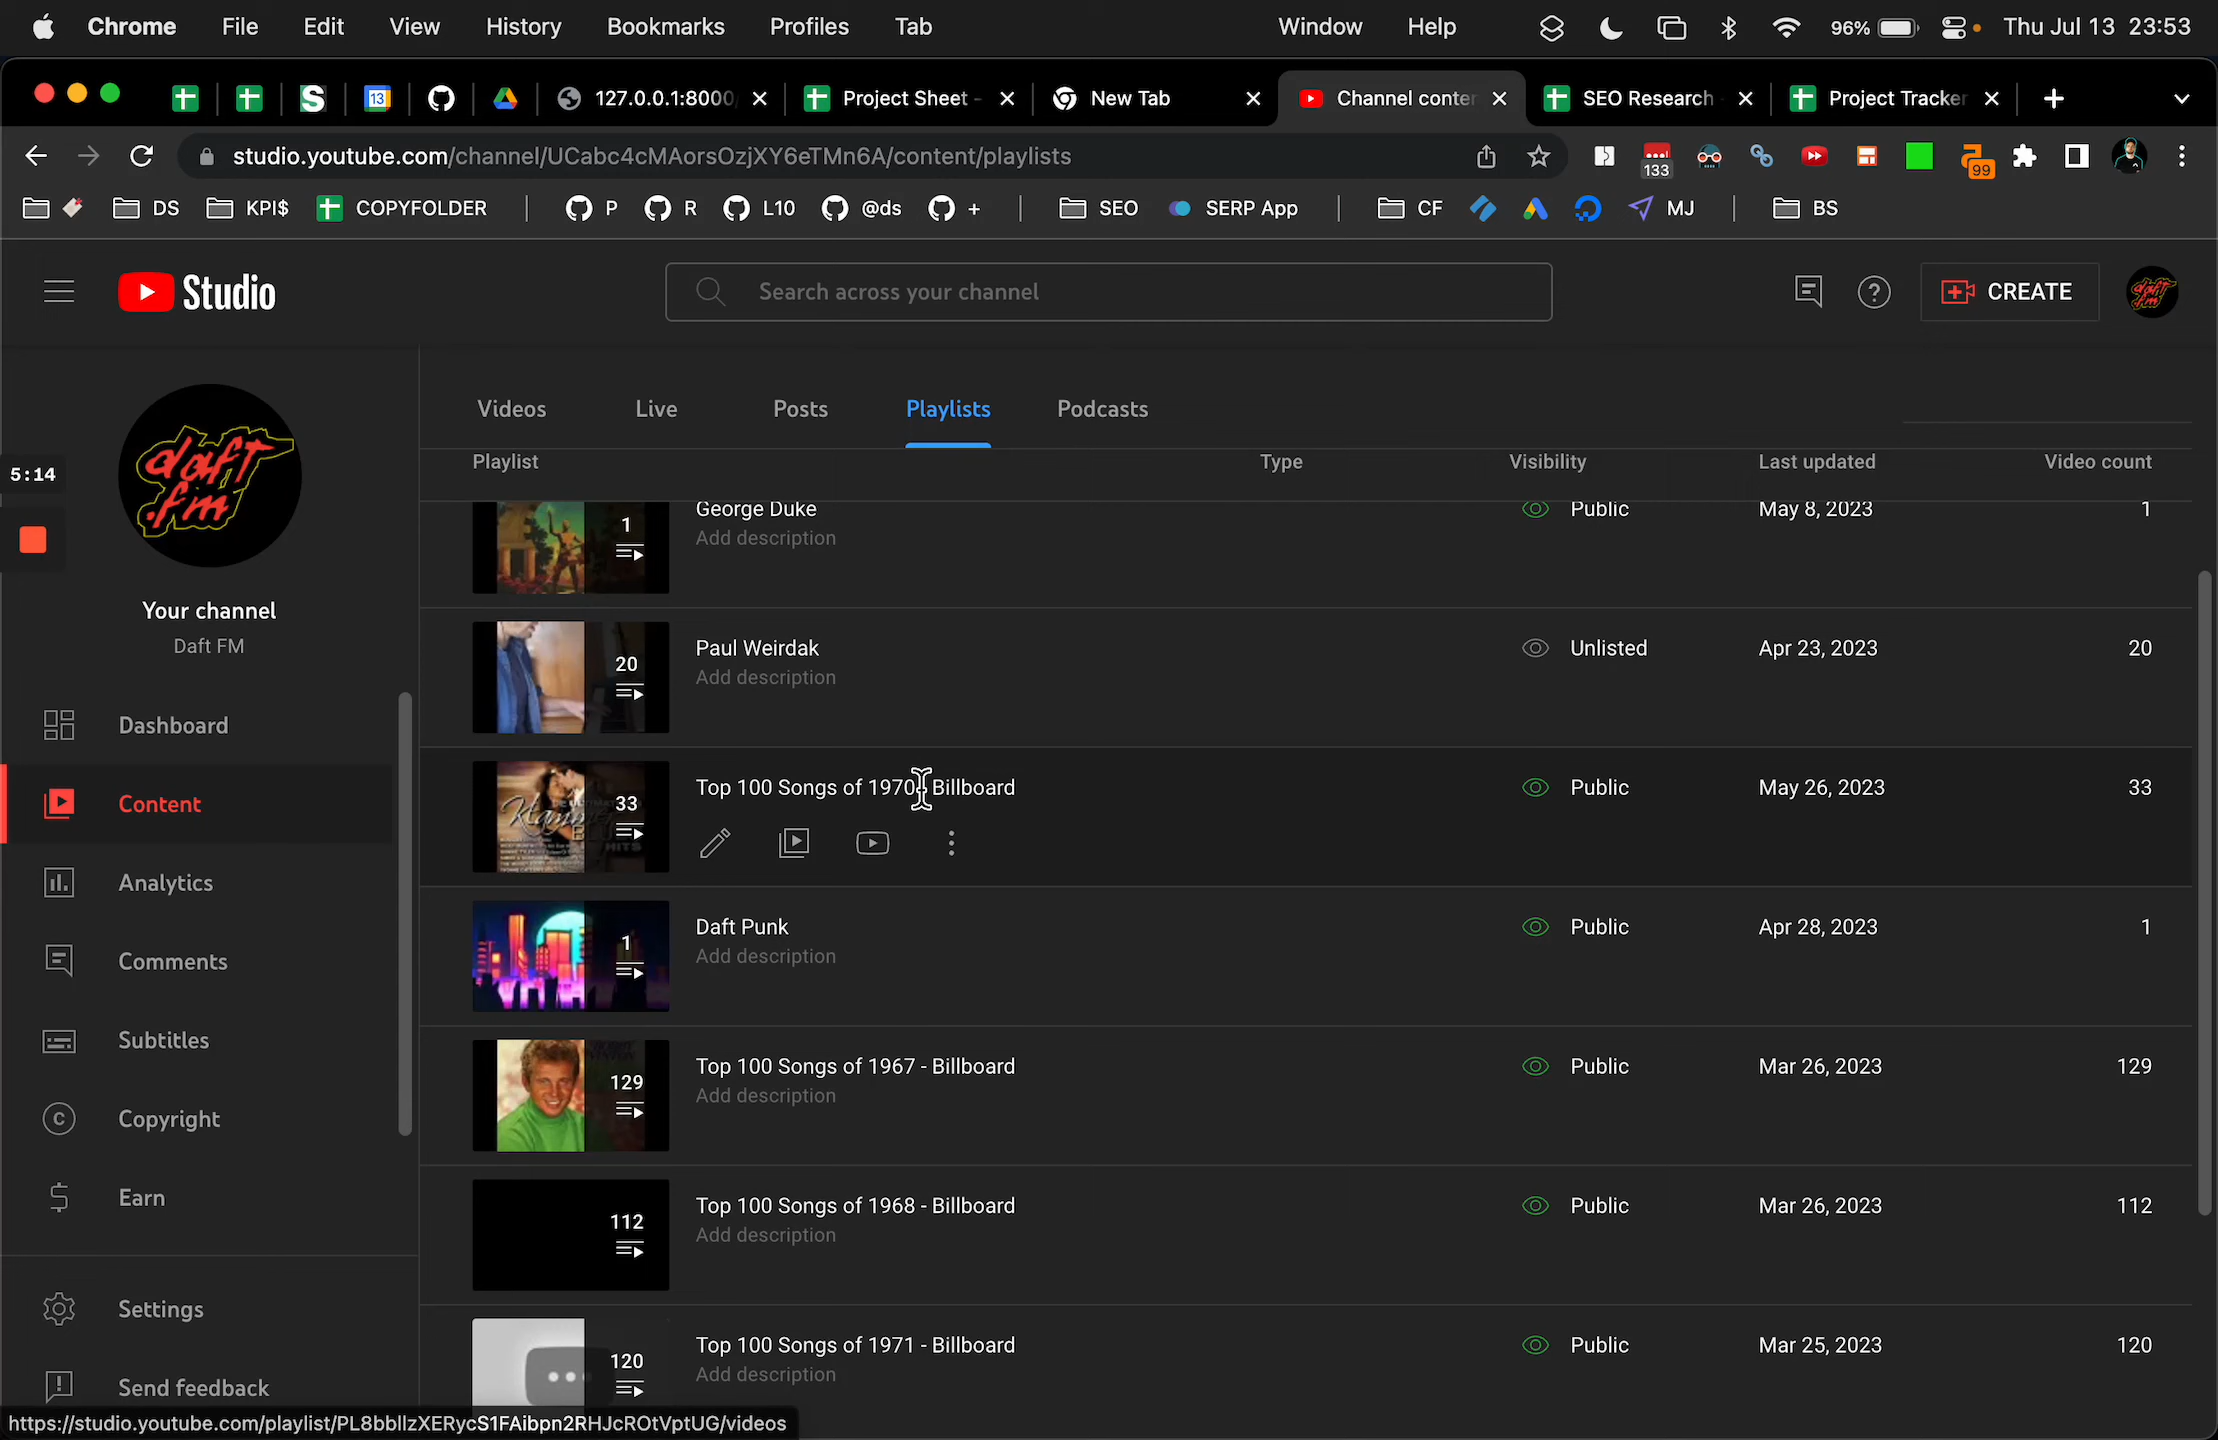 Chrome File Edit View History Bookmarks Profiles Tab Window Help 96% Thu Jul 13 23:53
13 127.0.0.1:8000 Project Sheet - New Tab Channel conter SEO Research Project Tracker
studio.youtube.com/channel/UCabc4cMAorsOzjXY6eTMn6A/content/playlists 133 99
DS KPI$ COPYFOLDER P R L10 @ds + SEO SERP App CF MJ BS
Studio Search across your channel CREATE
daft.fm
5:14
Your channel
Daft FM
Dashboard
Content
Analytics
Comments
Subtitles
Copyright
Earn
Settings
Send feedback
Videos Live Posts Playlists Podcasts
Playlist Type Visibility Last updated Video count
1 George Duke Public May 8, 2023 1
Add description
20 Paul Weirdak Unlisted Apr 23, 2023 20
Add description
33 Top 100 Songs of 1970 - Billboard Public May 26, 2023 33
1 Daft Punk Public Apr 28, 2023 1
Add description
129 Top 100 Songs of 1967 - Billboard Public Mar 26, 2023 129
Add description
112 Top 100 Songs of 1968 - Billboard Public Mar 26, 2023 112
Add description
120 Top 100 Songs of 1971 - Billboard Public Mar 25, 2023 120
Add description
https://studio.youtube.com/playlist/PL8bbllzXERycS1FAibpn2RHJcROtVptUG/videos